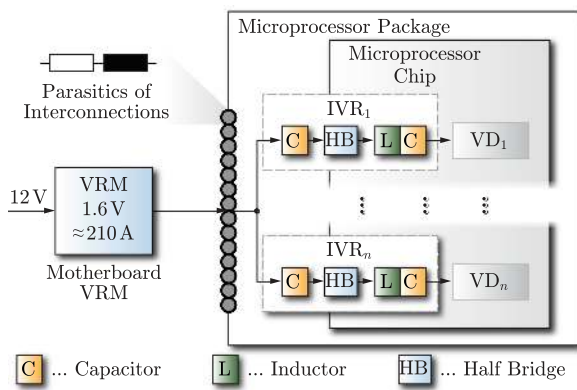 Microprocessor Package
Microprocessor
Chip
Parasitics of
Interconnections
IVR1
C
HB
L
C
VD1
12 V
VRM
1.6 V
≈210 A
Motherboard
VRM
IVRn
C
HB
L
C
VDn
C ... Capacitor
L ... Inductor
HB ... Half Bridge